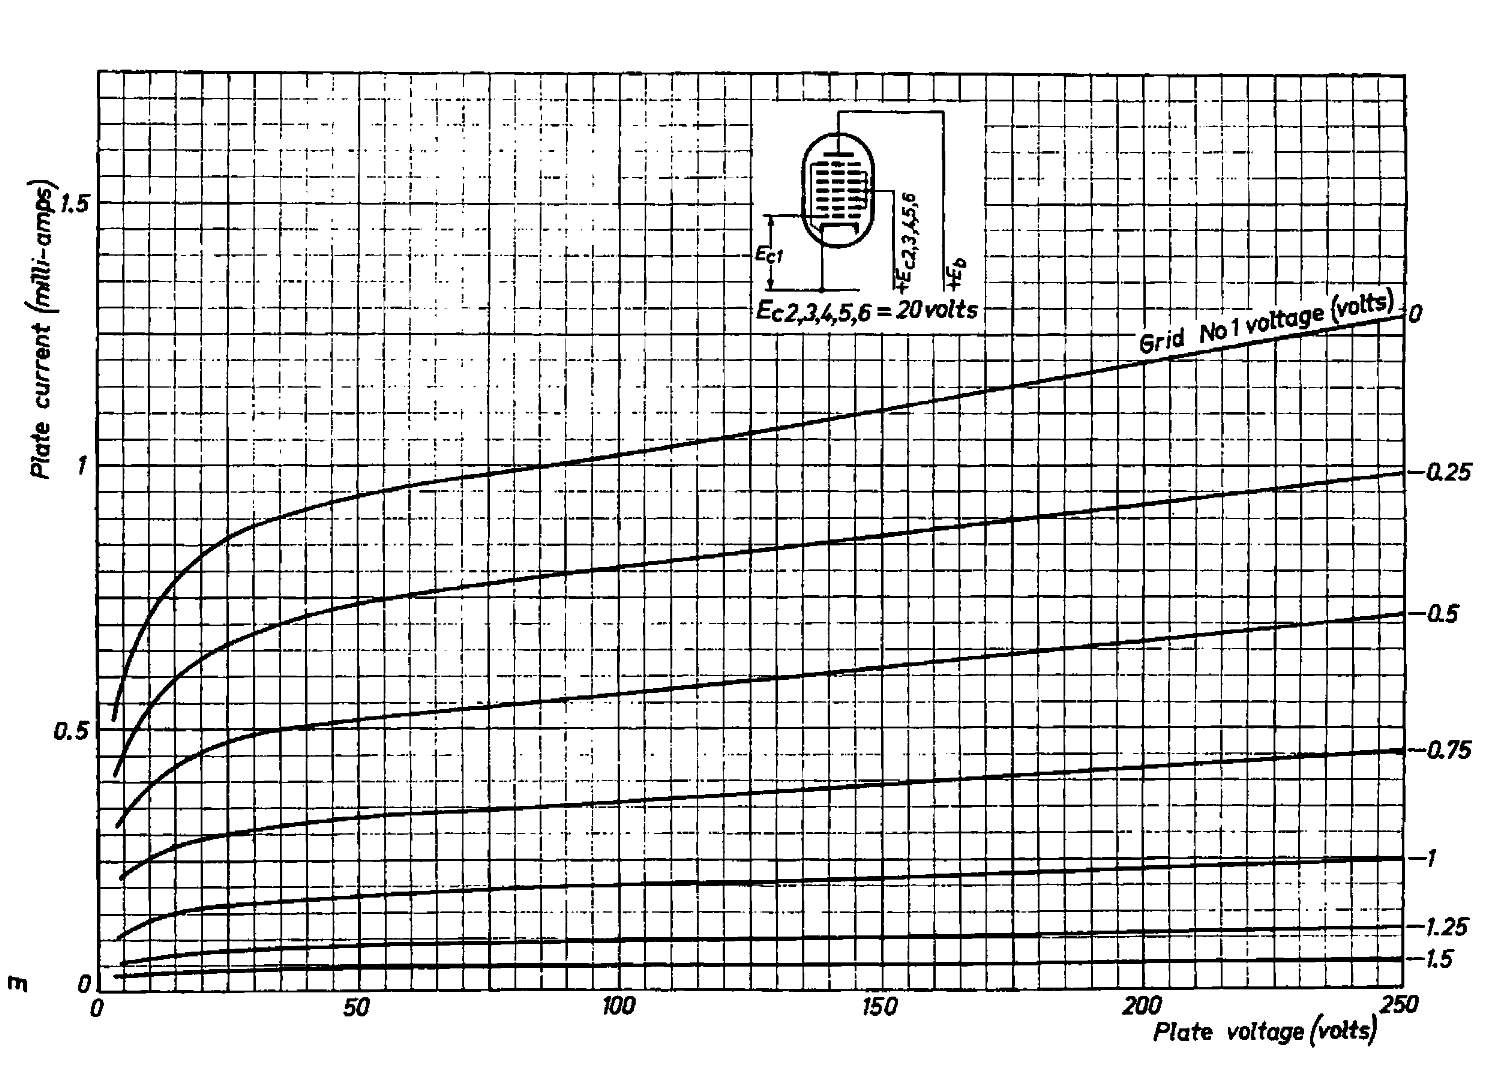 Plate current (milli-amps)
1.5
1
0.5
0
Ec1
+Ec2,3,4,5,6
+Eb
Ec2,3,4,5,6 = 20 volts
Grid No 1 voltage (volts)
0
-0.25
-0.5
-0.75
-1
-1.25
-1.5
0
50
100
150
200
250
Plate voltage (volts)